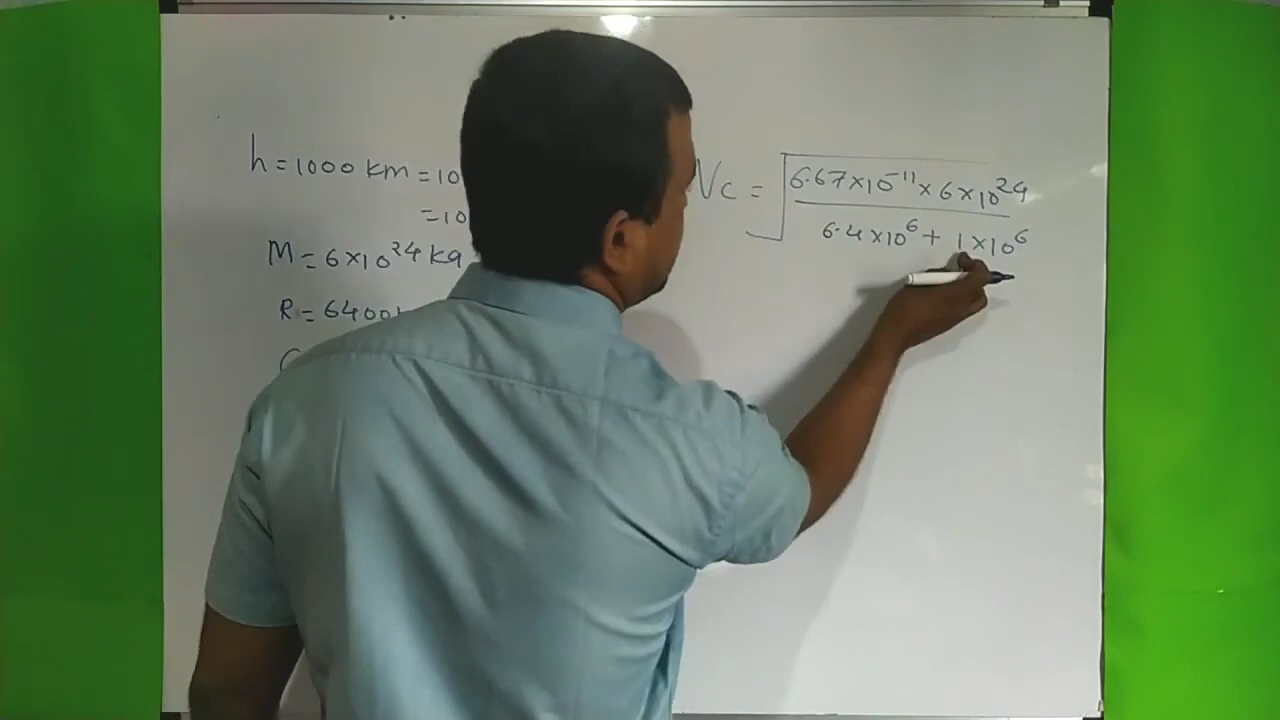 h = 1000 km = 10
= 10
M = 6×10²⁴ kg
R = 6400
Vc = √(6.67×10⁻¹¹ × 6×10²⁴ / 6.4×10⁶ + 1×10⁶)